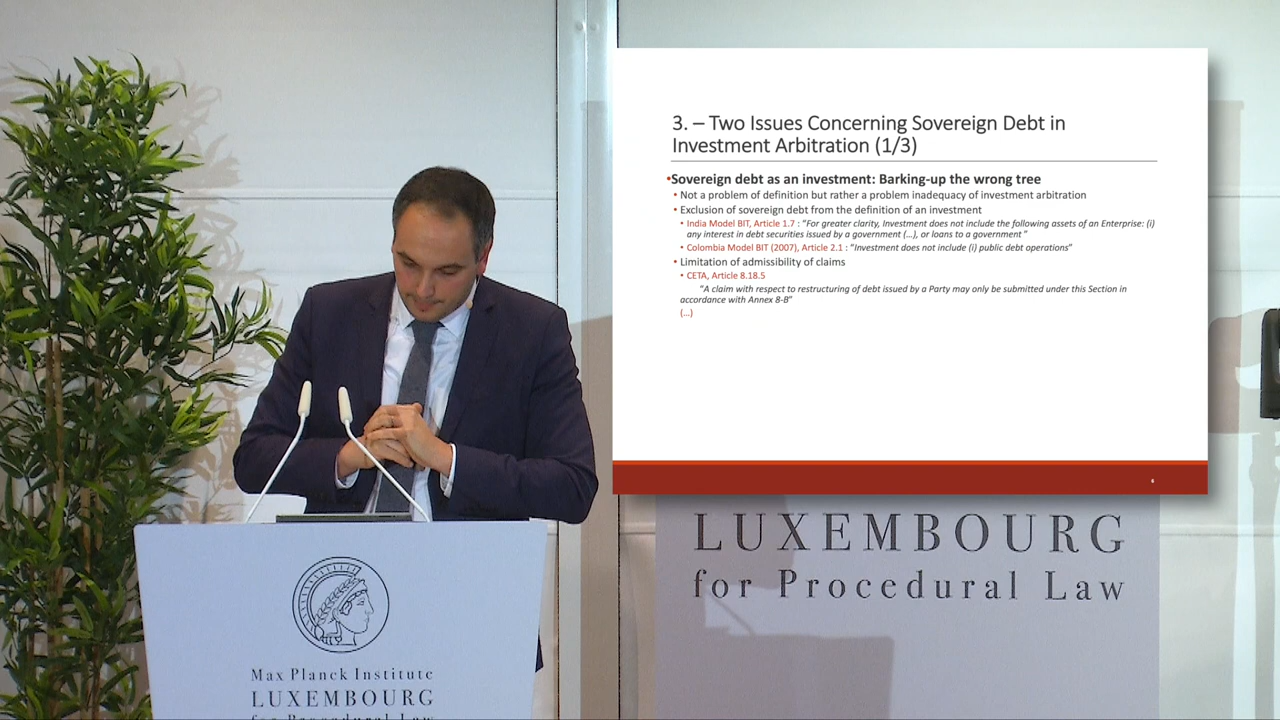 3. – Two Issues Concerning Sovereign Debt in
Investment Arbitration (1/3)
•Sovereign debt as an investment: Barking-up the wrong tree
• Not a problem of definition but rather a problem inadequacy of investment arbitration
• Exclusion of sovereign debt from the definition of an investment
• India Model BIT, Article 1.7 : "For greater clarity, Investment does not include the following assets of an Enterprise: (i)
any interest in debt securities issued by a government (…), or loans to a government "
• Colombia Model BIT (2007), Article 2.1 : "Investment does not include (i) public debt operations"
• Limitation of admissibility of claims
• CETA, Article 8.18.5
"A claim with respect to restructuring of debt issued by a Party may only be submitted under this Section in
accordance with Annex 8-B"
(…)
6
LUXEMBOURG
for Procedural Law
Max Planck Institute
LUXEMBOURG
for Procedural Law